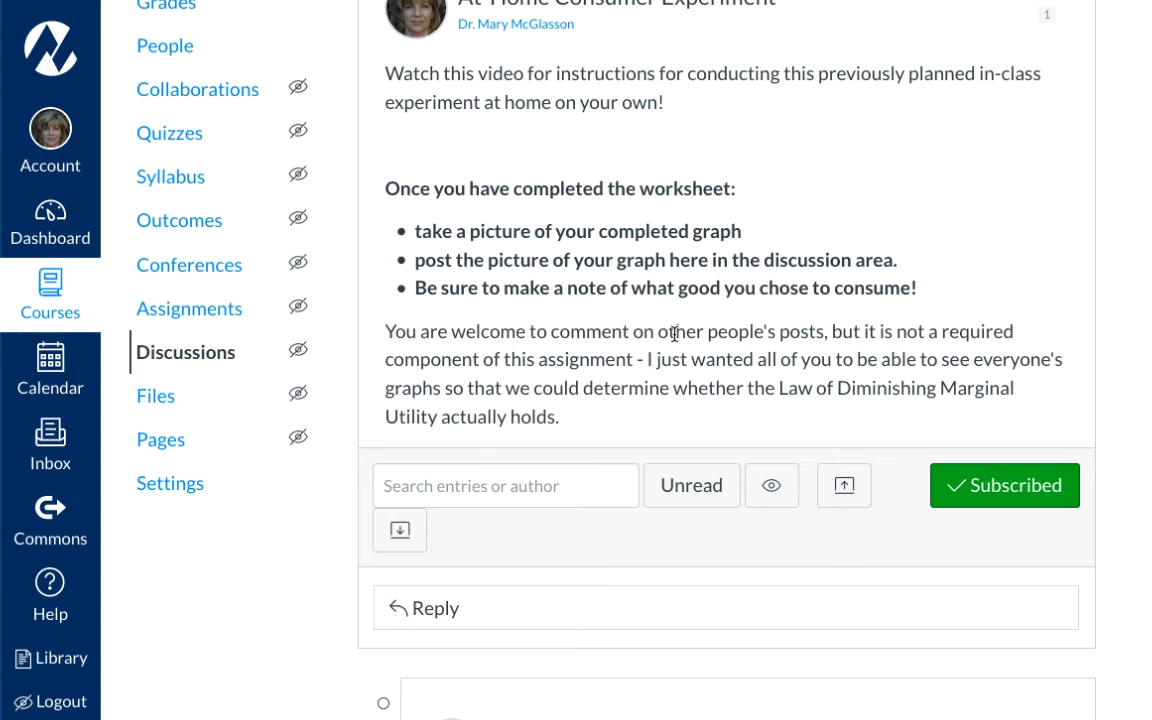 Grades
People
Collaborations
Quizzes
Syllabus
Outcomes
Conferences
Assignments
Discussions
Files
Pages
Settings
Account
Dashboard
Courses
Calendar
Inbox
Commons
Help
Library
Logout
At-Home Consumer Experiment
Dr. Mary McGlasson
1
Watch this video for instructions for conducting this previously planned in-class
experiment at home on your own!
Once you have completed the worksheet:
• take a picture of your completed graph
• post the picture of your graph here in the discussion area.
• Be sure to make a note of what good you chose to consume!
You are welcome to comment on other people's posts, but it is not a required
component of this assignment - I just wanted all of you to be able to see everyone's
graphs so that we could determine whether the Law of Diminishing Marginal
Utility actually holds.
Search entries or author
Unread
Subscribed
Reply